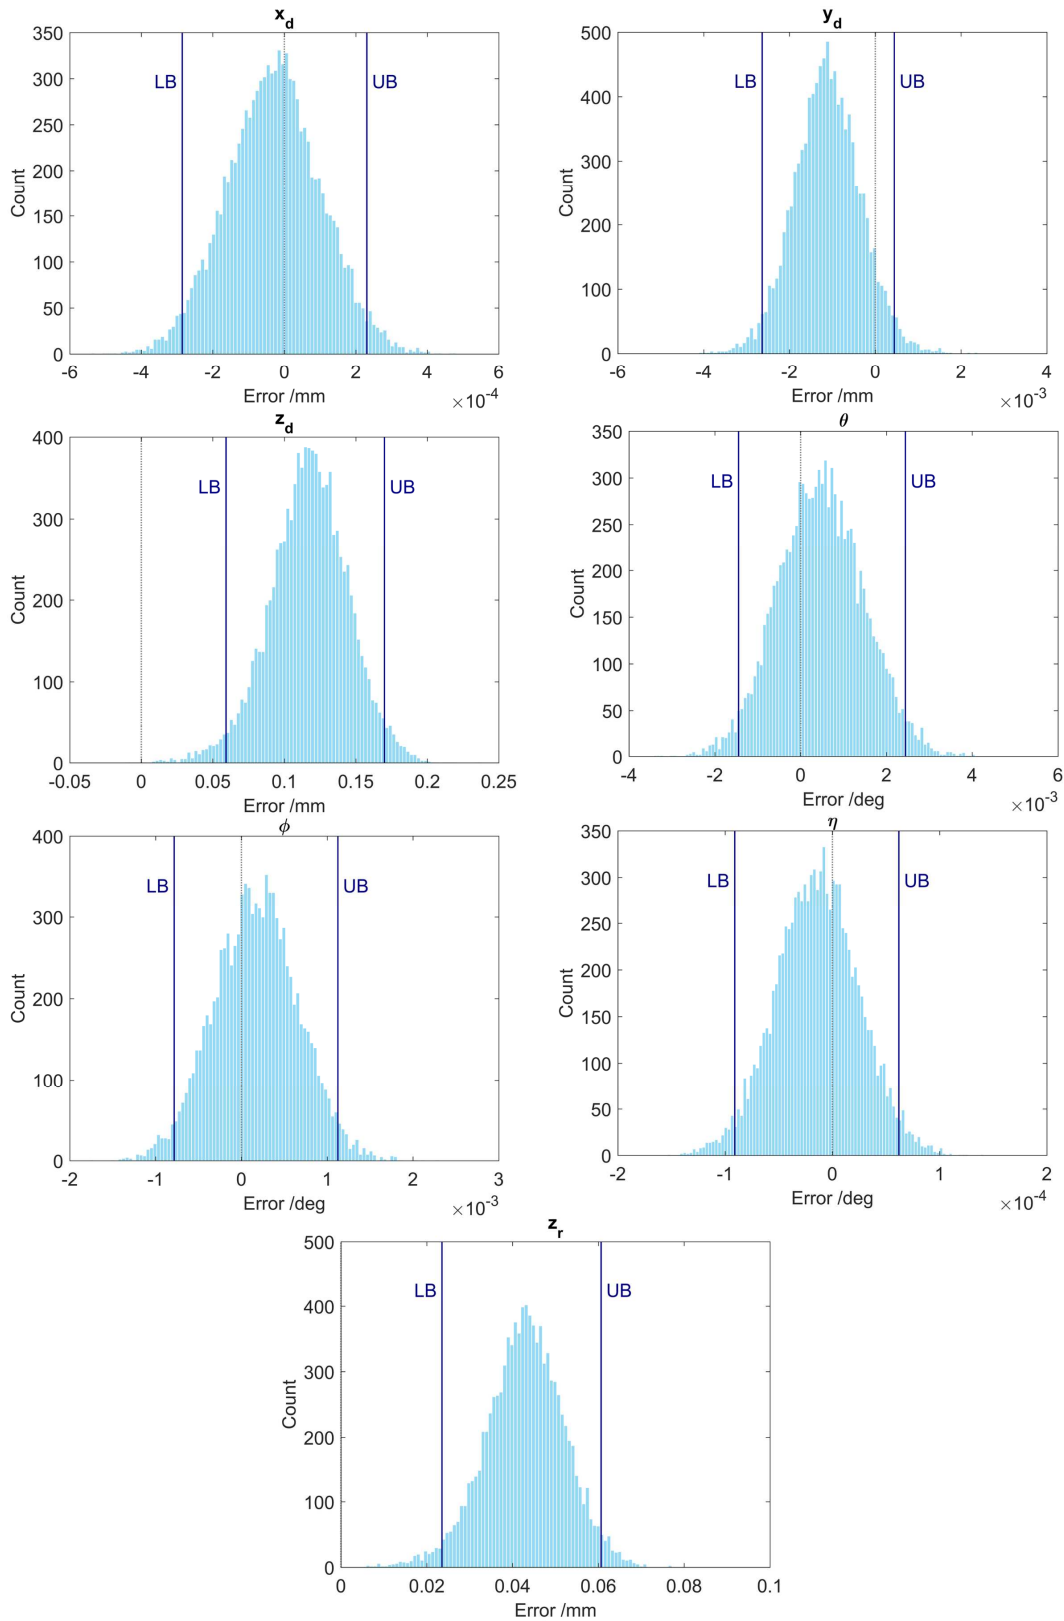 x_d
350
300
250
200
150
100
50
0
Count
LB
UB
-6 -4 -2 0 2 4 6
Error /mm
×10^-4
y_d
500
400
300
200
100
0
Count
LB
UB
-6 -4 -2 0 2 4
Error /mm
×10^-3
z_d
400
300
200
100
0
Count
LB
UB
-0.05 0 0.05 0.1 0.15 0.2 0.25
Error /mm
θ
350
300
250
200
150
100
50
0
Count
LB
UB
-4 -2 0 2 4 6
Error /deg
×10^-3
ϕ
400
300
200
100
0
Count
LB
UB
-2 -1 0 1 2 3
Error /deg
×10^-3
η
350
300
250
200
150
100
50
0
Count
LB
UB
-2 -1 0 1 2
Error /deg
×10^-4
z_r
500
400
300
200
100
0
Count
LB
UB
0 0.02 0.04 0.06 0.08 0.1
Error /mm